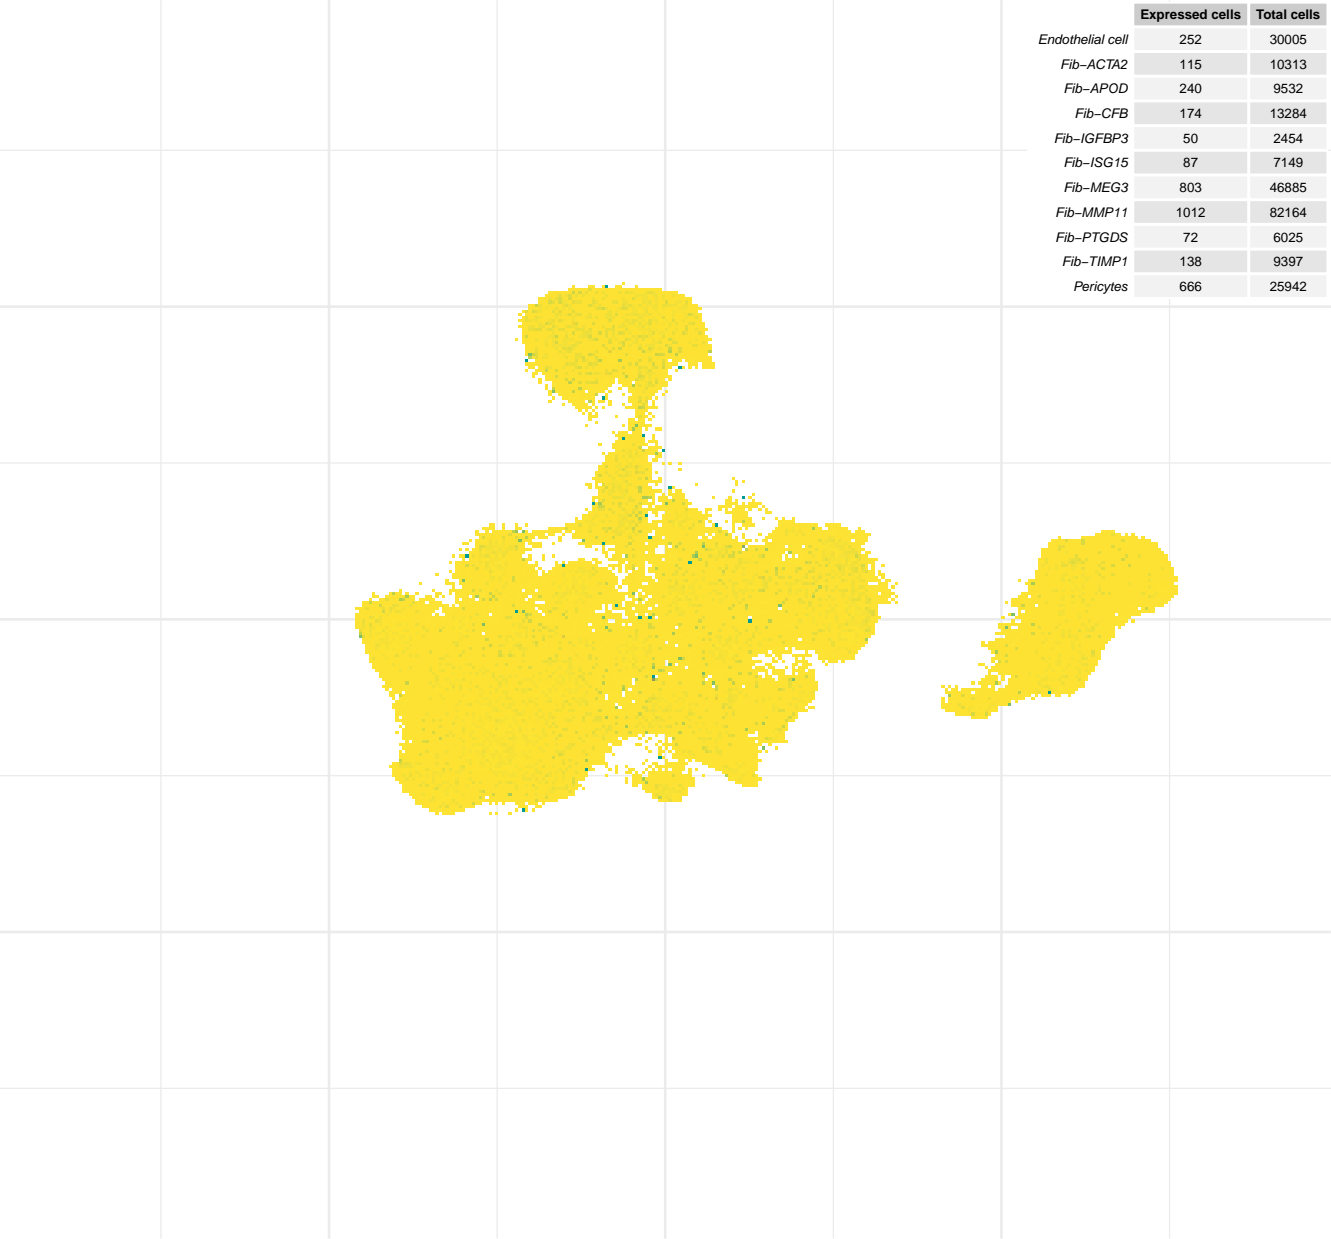 Expressed cells Total cells
Endothelial cell 252 30005
Fib−ACTA2 115 10313
Fib−APOD 240 9532
Fib−CFB 174 13284
Fib−IGFBP3 50 2454
Fib−ISG15 87 7149
Fib−MEG3 803 46885
Fib−MMP11 1012 82164
Fib−PTGDS 72 6025
Fib−TIMP1 138 9397
Pericytes 666 25942